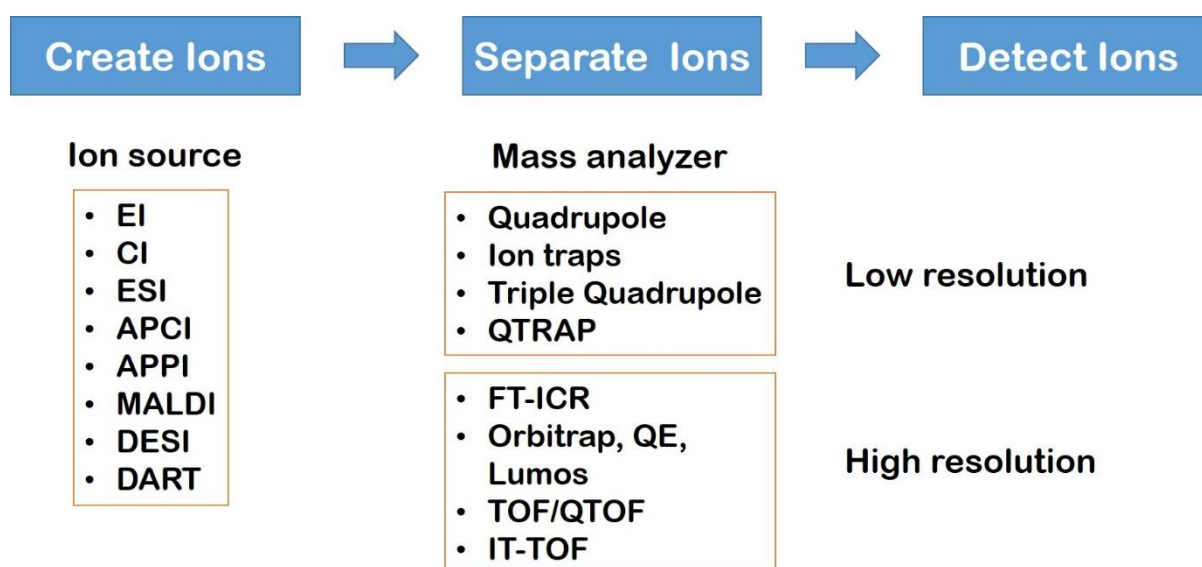 Create Ions
Separate Ions
Detect Ions
Ion source
• EI
• CI
• ESI
• APCI
• APPI
• MALDI
• DESI
• DART
Mass analyzer
• Quadrupole
• Ion traps
• Triple Quadrupole
• QTRAP
Low resolution
• FT-ICR
• Orbitrap, QE,
Lumos
• TOF/QTOF
• IT-TOF
High resolution